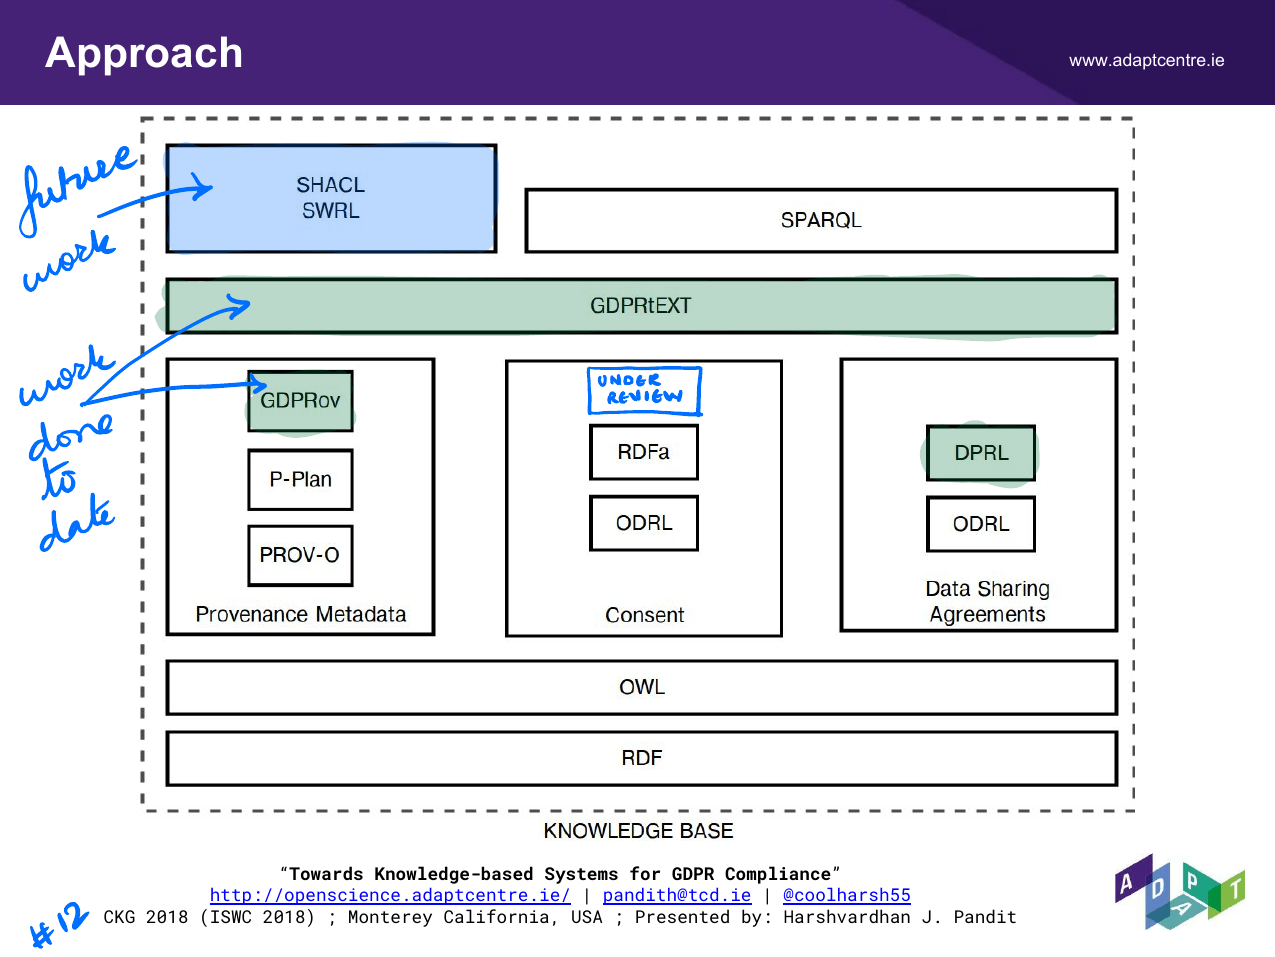 Approach
www.adaptcentre.ie
future
work
SHACL
SWRL
SPARQL
GDPRtEXT
work
done
to
date
GDPRov
P-Plan
PROV-O
Provenance Metadata
UNDER
REVIEW
RDFa
ODRL
Consent
DPRL
ODRL
Data Sharing
Agreements
OWL
RDF
KNOWLEDGE BASE
“Towards Knowledge-based Systems for GDPR Compliance”
http://openscience.adaptcentre.ie/ | pandith@tcd.ie | @coolharsh55
CKG 2018 (ISWC 2018) ; Monterey California, USA ; Presented by: Harshvardhan J. Pandit
#12
ADAPT